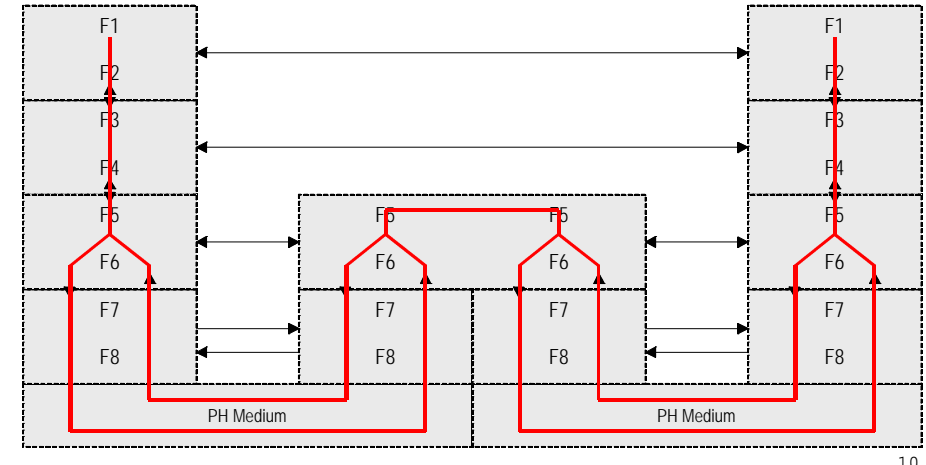 F1 F1
F2 F2
F3 F3
F4 F4
F5 F5 F5 F5
F6 F6 F6 F6
F7 F7 F7 F7
F8 F8 F8 F8
PH Medium PH Medium
10